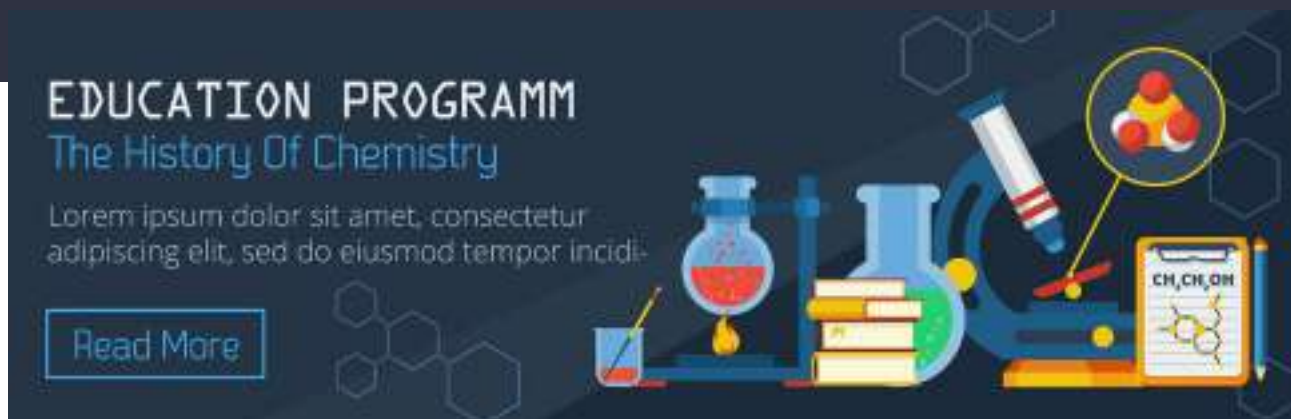 EDUCATION PROGRAMM
The History Of Chemistry
Lorem ipsum dolor sit amet, consectetur
adipiscing elit, sed do eiusmod tempor incidi-
Read More
CH₃CH₂OH